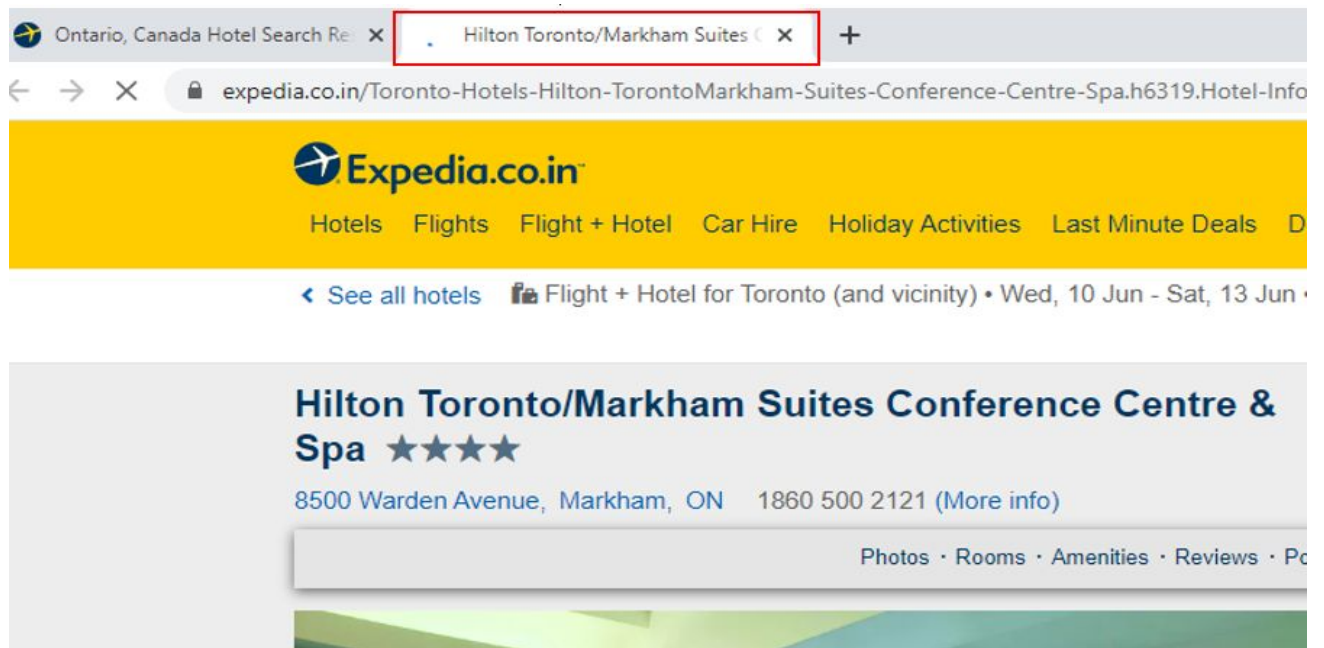 Ontario, Canada Hotel Search Re
Hilton Toronto/Markham Suites C
expedia.co.in/Toronto-Hotels-Hilton-TorontoMarkham-Suites-Conference-Centre-Spa.h6319.Hotel-Info
Expedia.co.in
Hotels Flights Flight + Hotel Car Hire Holiday Activities Last Minute Deals D
See all hotels Flight + Hotel for Toronto (and vicinity) • Wed, 10 Jun - Sat, 13 Jun •
Hilton Toronto/Markham Suites Conference Centre &
Spa ★★★★
8500 Warden Avenue, Markham, ON 1860 500 2121 (More info)
Photos · Rooms · Amenities · Reviews · Po